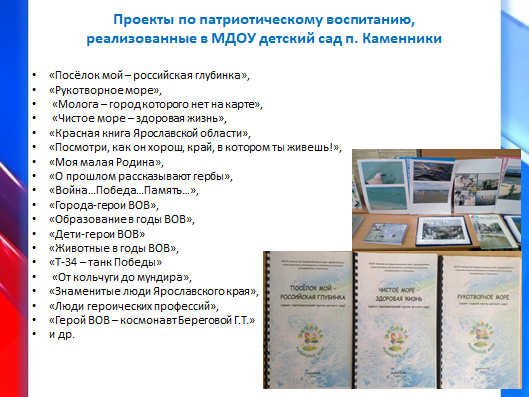 Проекты по патриотическому воспитанию,
реализованные в МДОУ детский сад п. Каменники
• «Посёлок мой – российская глубинка»,
• «Рукотворное море»,
• «Молога – город которого нет на карте»,
• «Чистое море – здоровая жизнь»,
• «Красная книга Ярославской области»,
• «Посмотри, как он хорош, край, в котором ты живешь!»,
• «Моя малая Родина»,
• «О прошлом рассказывают гербы»,
• «Война...Победа...Память...»,
• «Города-герои ВОВ»,
• «Образование в годы ВОВ»,
• «Дети-герои ВОВ»
• «Животные в годы ВОВ»,
• «Т-34 – танк Победы»
• «От кольчуги до мундира»,
• «Знаменитые люди Ярославского края»,
• «Люди героических профессий»,
• «Герой ВОВ – космонавт Береговой Г.Т.»
• и др.
ПОСЁЛОК МОЙ –
РОССИЙСКАЯ ГЛУБИНКА
ЧИСТОЕ МОРЕ –
ЗДОРОВАЯ ЖИЗНЬ
РУКОТВОРНОЕ МОРЕ